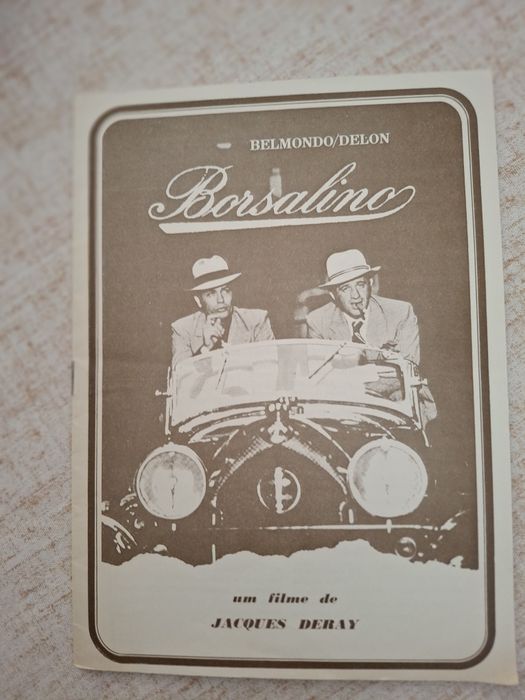 BELMONDO/DELON
Borsalino
um filme de
JACQUES DERAY